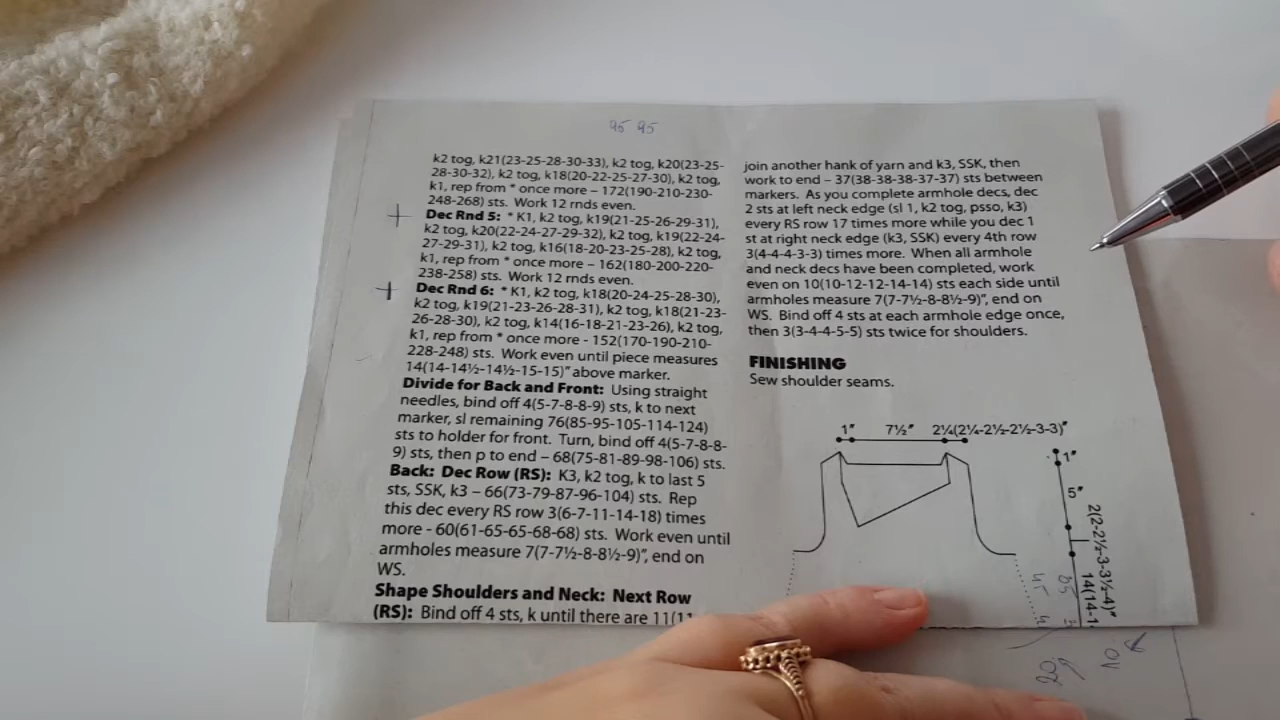 95 95
k2 tog, k21(23-25-28-30-33), k2 tog, k20(23-25-
28-30-32), k2 tog, k18(20-22-25-27-30), k2 tog,
k1, rep from * once more – 172(190-210-230-
248-268) sts. Work 12 rnds even.
Dec Rnd 5: * K1, k2 tog, k19(21-25-26-29-31),
k2 tog, k20(22-24-27-29-32), k2 tog, k19(22-24-
27-29-31), k2 tog, k16(18-20-23-25-28), k2 tog,
k1, rep from * once more – 162(180-200-220-
238-258) sts. Work 12 rnds even.
Dec Rnd 6: * K1, k2 tog, k18(20-24-25-28-30),
k2 tog, k19(21-23-26-28-31), k2 tog, k18(21-23-
26-28-30), k2 tog, k14(16-18-21-23-26), k2 tog,
k1, rep from * once more - 152(170-190-210-
228-248) sts. Work even until piece measures
14(14-14½-14½-15-15)” above marker.
Divide for Back and Front: Using straight
needles, bind off 4(5-7-8-8-9) sts, k to next
marker, sl remaining 76(85-95-105-114-124)
sts to holder for front. Turn, bind off 4(5-7-8-8-
9) sts, then p to end – 68(75-81-89-98-106) sts.
Back: Dec Row (RS): K3, k2 tog, k to last 5
sts, SSK, k3 – 66(73-79-87-96-104) sts. Rep
this dec every RS row 3(6-7-11-14-18) times
more - 60(61-65-65-68-68) sts. Work even until
armholes measure 7(7-7½-8-8½-9)”, end on
WS.
Shape Shoulders and Neck: Next Row
(RS): Bind off 4 sts, k until there are 11(11
join another hank of yarn and k3, SSK, then
work to end – 37(38-38-38-37-37) sts between
markers. As you complete armhole decs, dec
2 sts at left neck edge (sl 1, k2 tog, psso, k3)
every RS row 17 times more while you dec 1
st at right neck edge (k3, SSK) every 4th row
3(4-4-4-3-3) times more. When all armhole
and neck decs have been completed, work
even on 10(10-12-12-14-14) sts each side until
armholes measure 7(7-7½-8-8½-9)”, end on
WS. Bind off 4 sts at each armhole edge once,
then 3(3-4-4-5-5) sts twice for shoulders.
FINISHING
Sew shoulder seams.
1” 7½” 2¼(2¼-2½-2½-3-3)”
1”
5”
2(2-2½-3-3½-4)”
14(14-1